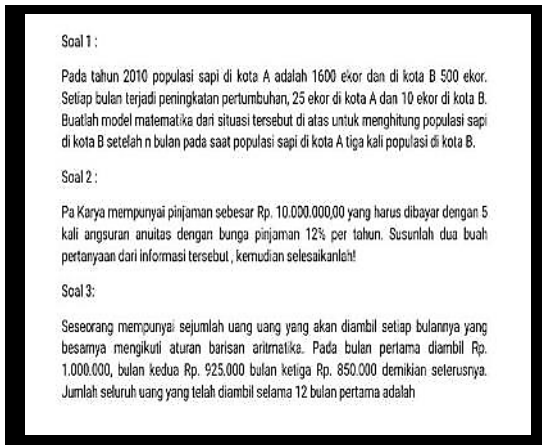 Soal 1 :
Pada tahun 2010 populasi sapi di kota A adalah 1600 ekor dan di kota B 500 ekor.
Setiap bulan terjadi peningkatan pertumbuhan, 25 ekor di kota A dan 10 ekor di kota B.
Buatlah model matematika dari situasi tersebut di atas untuk menghitung populasi sapi
di kota B setelah n bulan pada saat populasi sapi di kota A tiga kali populasi di kota B.
Soal 2 :
Pa Karya mempunyai pinjaman sebesar Rp. 10.000.000,00 yang harus dibayar dengan 5
kali angsuran anuitas dengan bunga pinjaman 12% per tahun. Susunlah dua buah
pertanyaan dari informasi tersebut , kemudian selesaikanlah!
Soal 3:
Seseorang mempunyai sejumlah uang uang yang akan diambil setiap bulannya yang
besarnya mengikuti aturan barisan aritmatika. Pada bulan pertama diambil Rp.
1.000.000, bulan kedua Rp. 925.000 bulan ketiga Rp. 850.000 demikian seterusnya.
Jumlah seluruh uang yang telah diambil selama 12 bulan pertama adalah